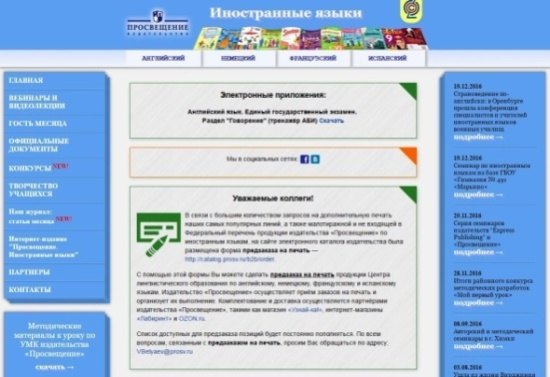 ПРОСВЕЩЕНИЕ
ИЗДАТЕЛЬСТВО
Иностранные языки
АНГЛИЙСКИЙ
НЕМЕЦКИЙ
ФРАНЦУЗСКИЙ
ИСПАНСКИЙ
ГЛАВНАЯ
ВЕБИНАРЫ И
ВИДЕОЛЕКЦИИ
ГОСТЬ МЕСЯЦА
ОФИЦИАЛЬНЫЕ
ДОКУМЕНТЫ
КОНКУРСЫ NEW!
ТВОРЧЕСТВО
УЧАЩИХСЯ
Наш журнал:
статьи месяца NEW!
Интернет-издание
"Просвещение.
Иностранные языки"
ПАРТНЕРЫ
КОНТАКТЫ
Методические
материалы к уроку по
УМК издательства
«Просвещение»
скачать →
Электронные приложения:
Английский язык. Единый государственный экзамен.
Раздел "Говорение" (тренажёр АБИ) Скачать
Мы в социальных сетях:
Уважаемые коллеги!
В связи с большим количеством запросов на дополнительную печать
наших самых популярных линий, а также малотиражной и не входящей в
Федеральный перечень продукции издательства «Просвещение» по
иностранным языкам, на сайте электронного каталога издательства была
размещена форма предзаказа на печать —
http://catalog.prosv.ru/b2b/order.
С помощью этой формы Вы можете сделать предзаказ на печать продукции Центра
лингвистического образования по английскому, немецкому, французскому и испанскому
языкам. Издательство «Просвещение» осуществляет приём заказов на печать и
организует их выполнение. Комплектование и доставка осуществляется партнёрами
издательства «Просвещение», такими как магазин «Узнай-ка!», интернет-магазины
«Лабиринт» и OZON.ru.
Список доступных для предзаказа позиций будет постоянно пополняться. По всем
вопросам, связанным с предзаказом на печать, просим Вас обращаться по адресу:
VBelyaev@prosv.ru
19.12.2016
Страноведение по-
английски: в Оренбурге
прошла конференция
специалистов и учителей
иностранных языков
военных училищ
подробнее →
19.12.2016
Семинар по иностранным
языкам на базе ГБОУ
«Гимназия №
Марьино»
подробнее →
29.11.2016
Серия семинаров
издательств "Express
Publishing" и
«Просвещение»
подробнее →
28.11.2016
Итоги районного конкурса
методических разработок
«Мой первый урок»
подробнее →
08.09.2016
Авторский и методический
семинары в г. Химки
подробнее →
03.08.2016